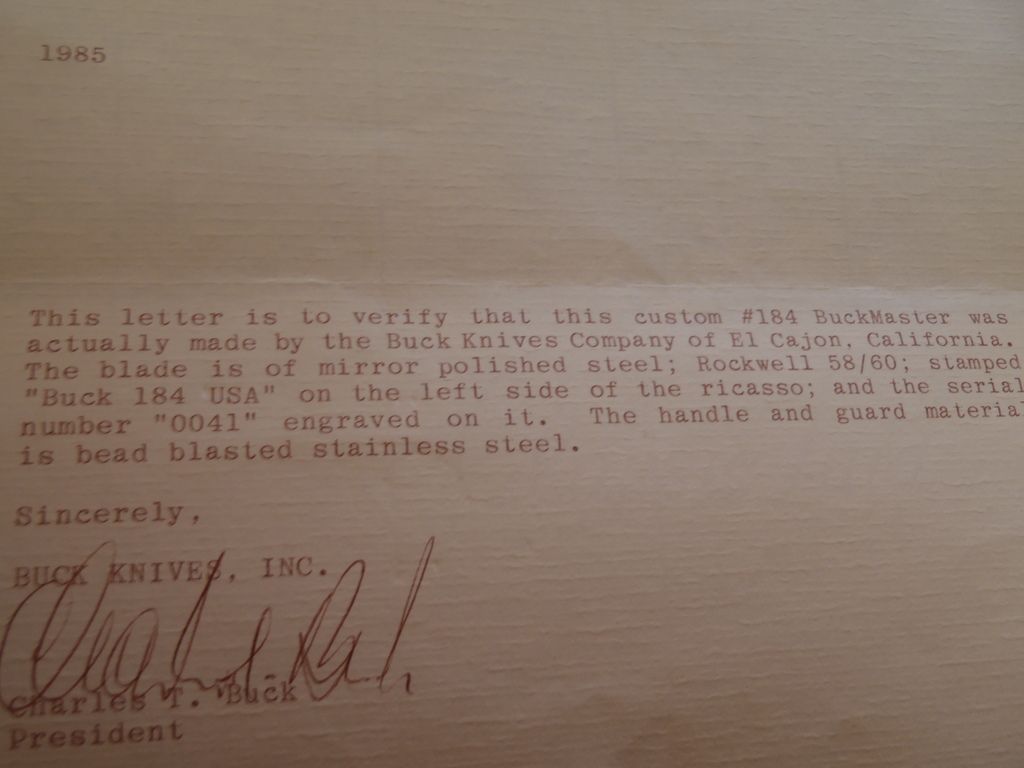 1985
This letter is to verify that this custom #184 BuckMaster was
actually made by the Buck Knives Company of El Cajon, California.
The blade is of mirror polished steel; Rockwell 58/60; stamped
"Buck 184 USA" on the left side of the ricasso; and the serial
number "0041" engraved on it. The handle and guard material
is bead blasted stainless steel.
Sincerely,
BUCK KNIVES, INC.
Charles T. Buck
President